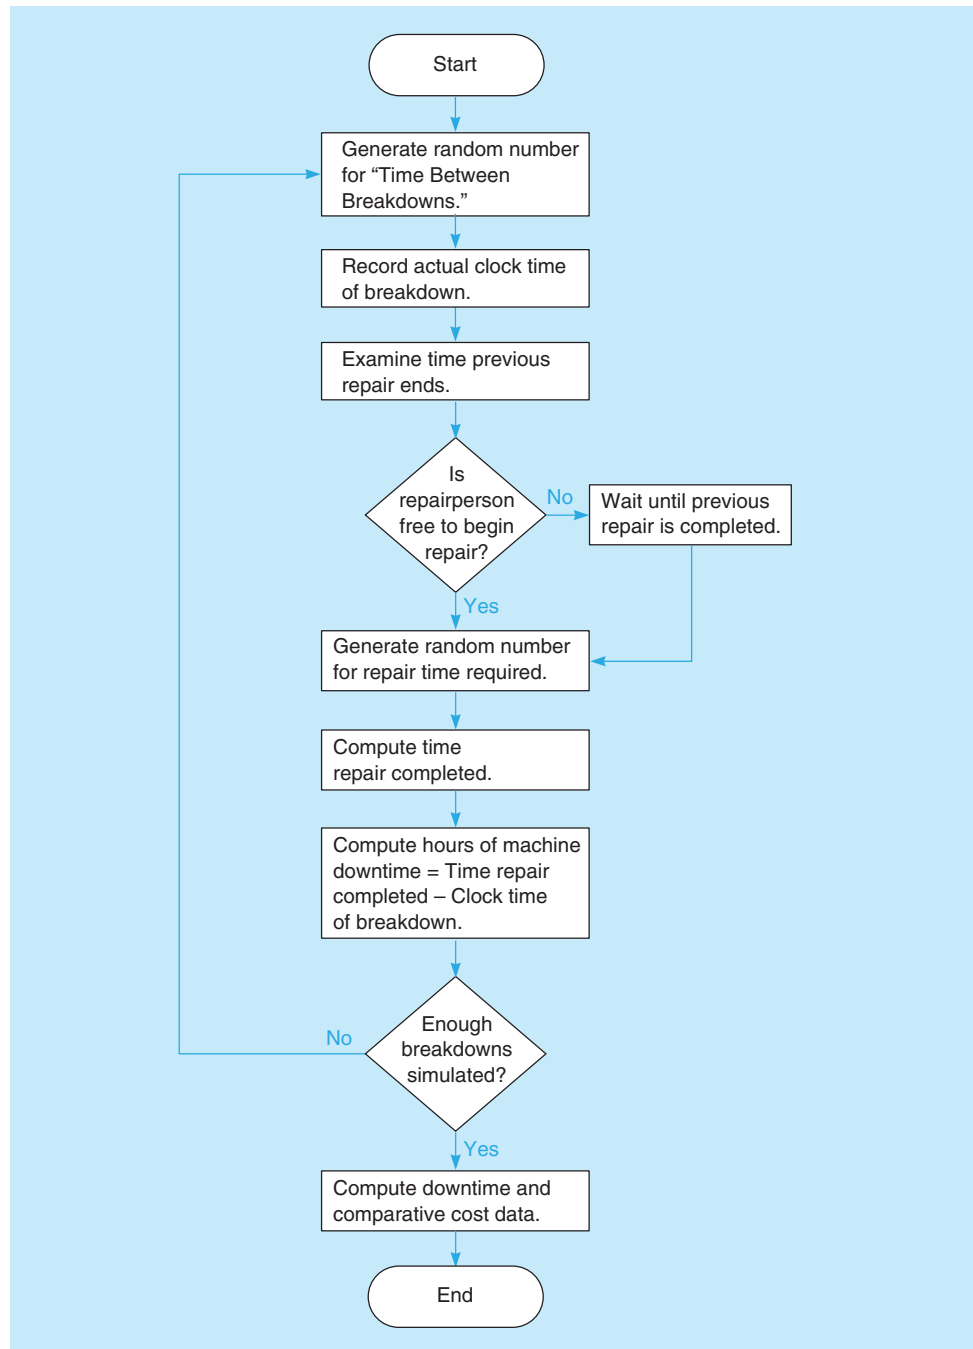 Start
Generate random number
for “Time Between
Breakdowns.”
Record actual clock time
of breakdown.
Examine time previous
repair ends.
Is
repairperson
free to begin
repair?
No
Wait until previous
repair is completed.
Yes
Generate random number
for repair time required.
Compute time
repair completed.
Compute hours of machine
downtime = Time repair
completed – Clock time
of breakdown.
Enough
breakdowns
simulated?
No
Yes
Compute downtime and
comparative cost data.
End